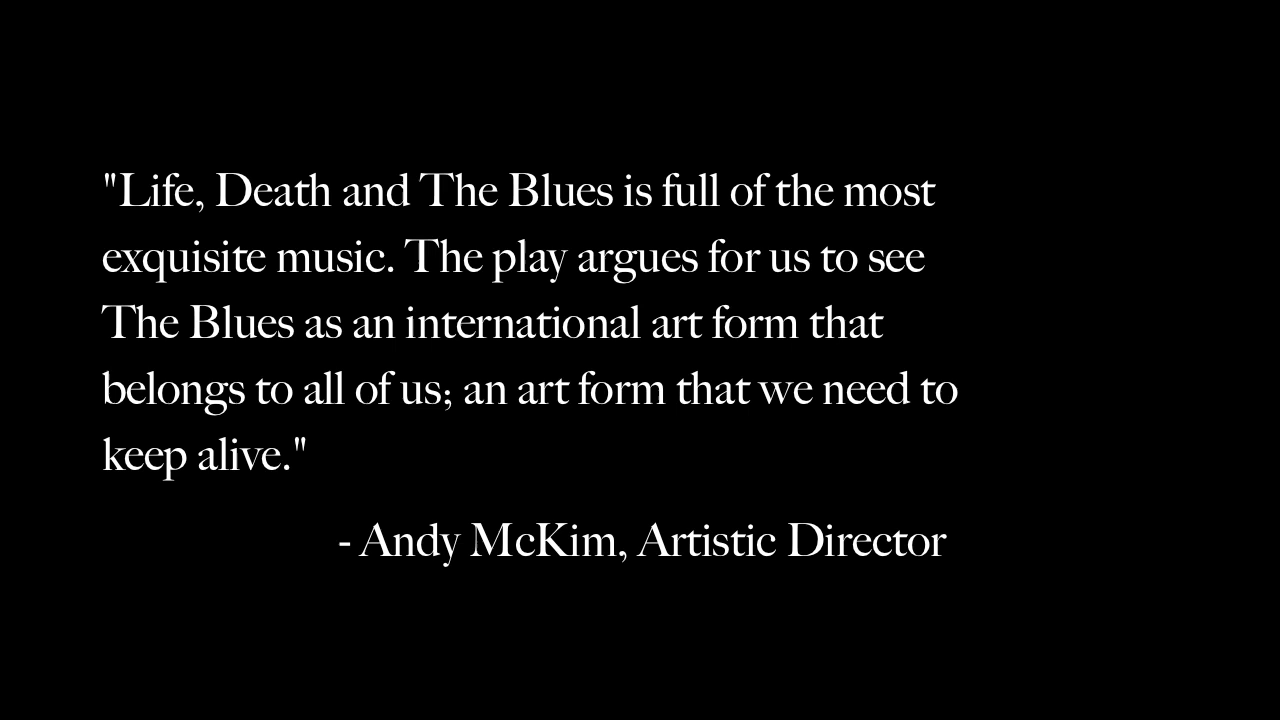 "Life, Death and The Blues is full of the most
exquisite music. The play argues for us to see
The Blues as an international art form that
belongs to all of us; an art form that we need to
keep alive."
- Andy McKim, Artistic Director